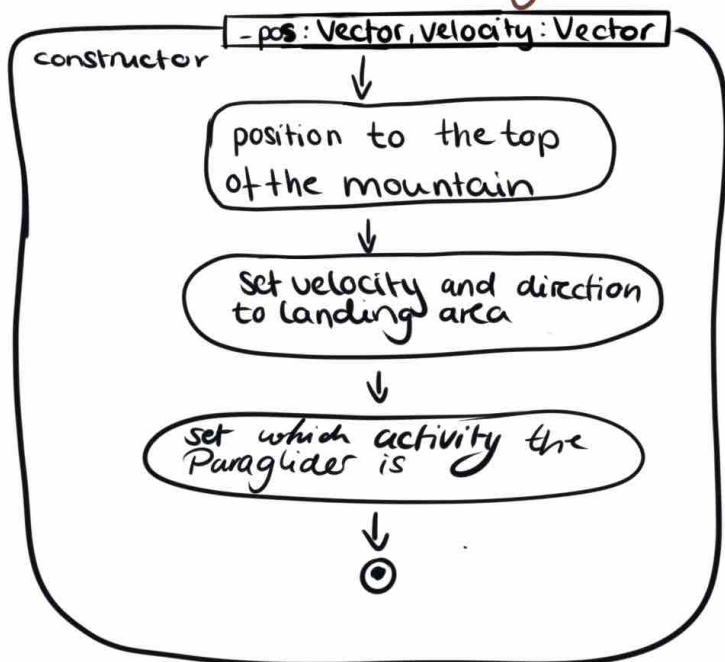 - pos: Vector, velocity: Vector
constructor
position to the top
of the mountain
set velocity and direction
to landing area
set which activity the
Paraglider is